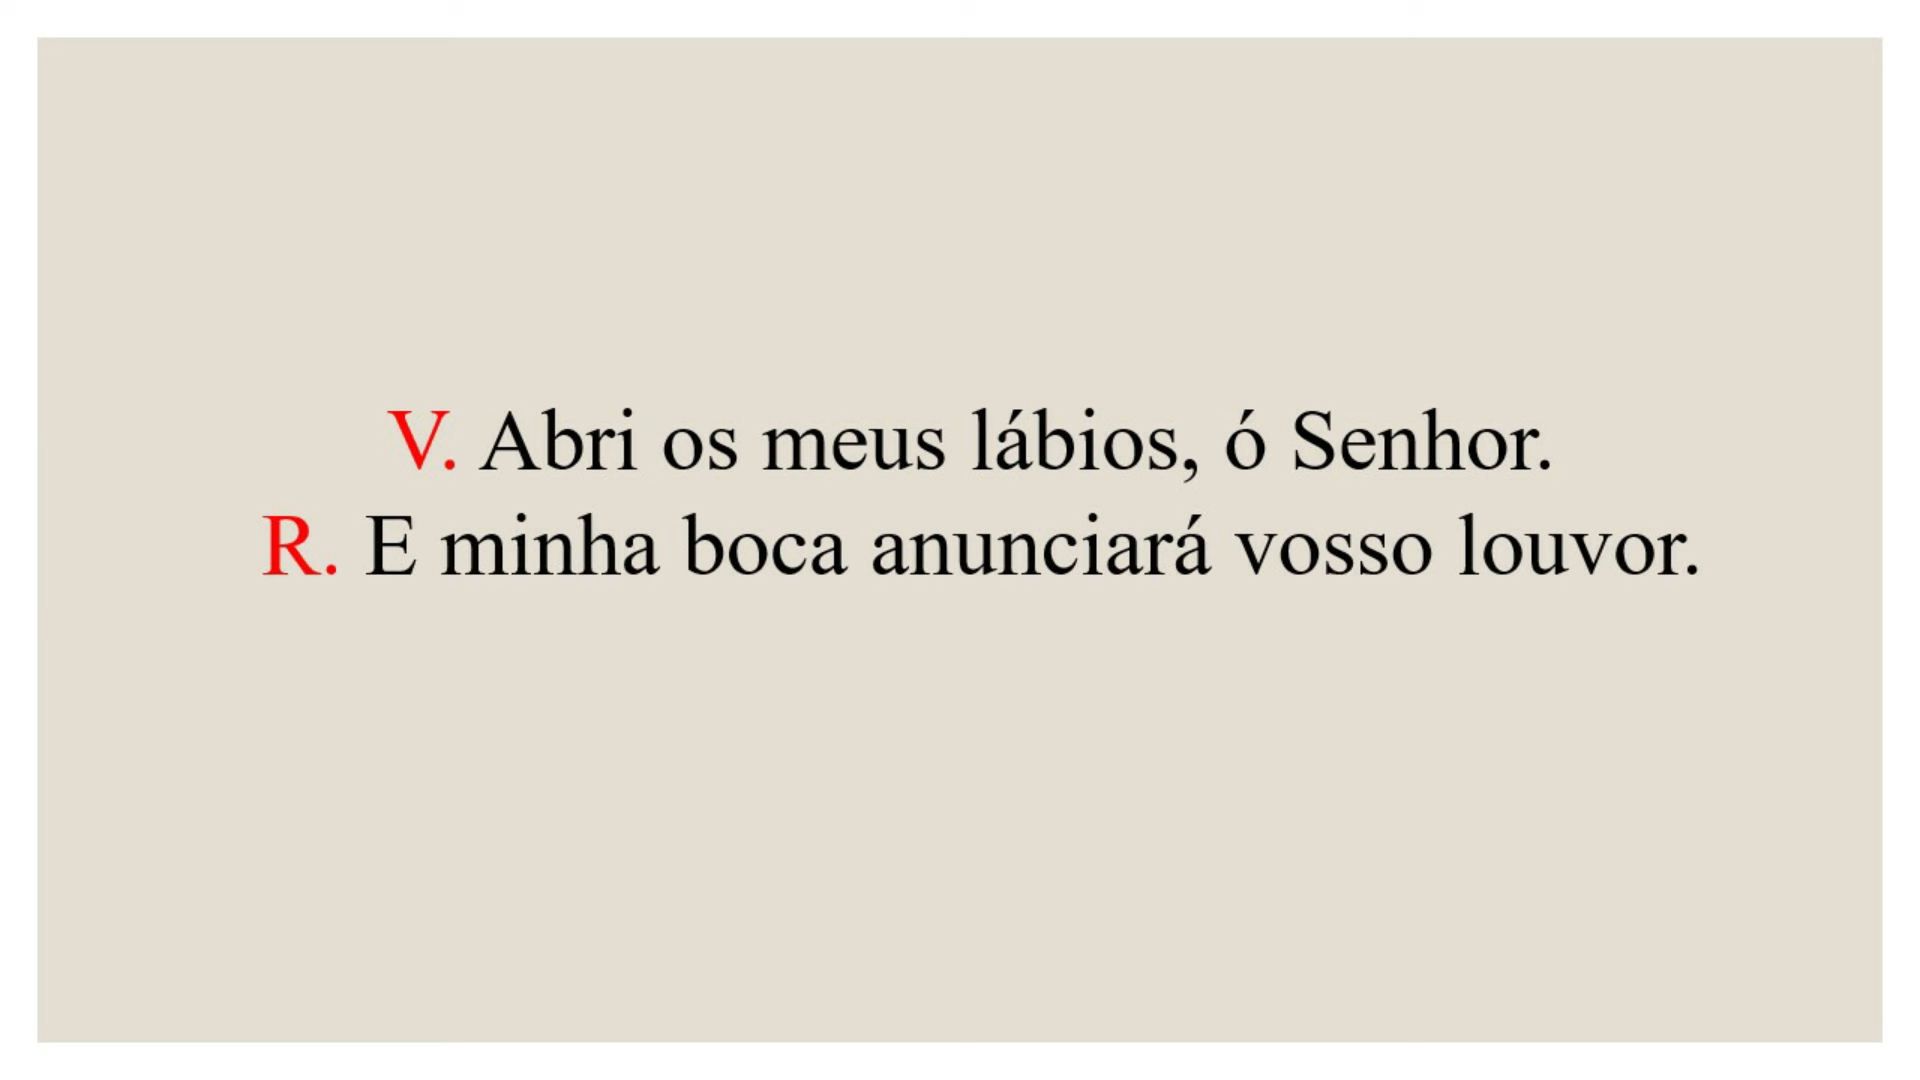 V. Abri os meus lábios, ó Senhor.
R. E minha boca anunciará vosso louvor.